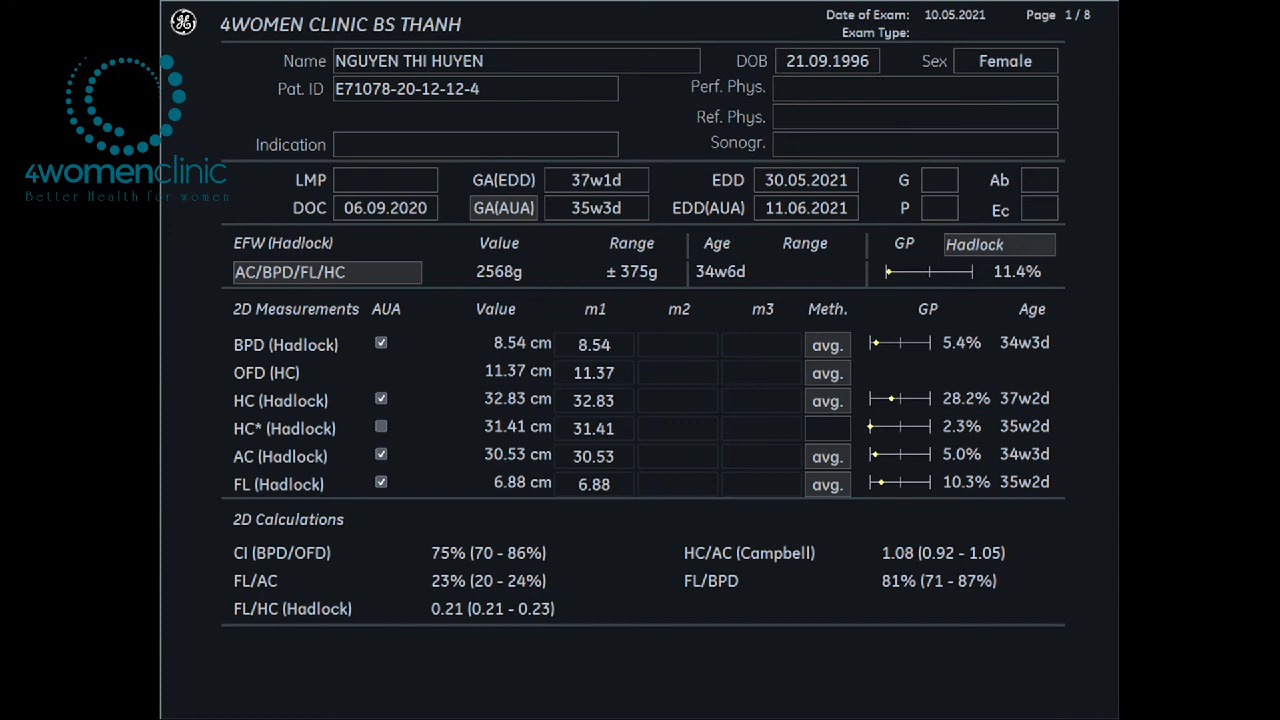 4WOMEN CLINIC BS THANH
Date of Exam: 10.05.2021 Page 1 / 8
Exam Type:
Name NGUYEN THI HUYEN DOB 21.09.1996 Sex Female
Pat. ID E71078-20-12-12-4 Perf. Phys.
Ref. Phys.
Indication Sonogr.
4womenclinic
Better Health for women
LMP GA(EDD) 37w1d EDD 30.05.2021 G Ab
DOC 06.09.2020 GA(AUA) 35w3d EDD(AUA) 11.06.2021 P Ec
EFW (Hadlock) Value Range Age Range GP Hadlock
AC/BPD/FL/HC 2568g ± 375g 34w6d 11.4%
2D Measurements AUA Value m1 m2 m3 Meth. GP Age
BPD (Hadlock) 8.54 cm 8.54 avg. 5.4% 34w3d
OFD (HC) 11.37 cm 11.37 avg.
HC (Hadlock) 32.83 cm 32.83 avg. 28.2% 37w2d
HC* (Hadlock) 31.41 cm 31.41 2.3% 35w2d
AC (Hadlock) 30.53 cm 30.53 avg. 5.0% 34w3d
FL (Hadlock) 6.88 cm 6.88 avg. 10.3% 35w2d
2D Calculations
CI (BPD/OFD) 75% (70 - 86%) HC/AC (Campbell) 1.08 (0.92 - 1.05)
FL/AC 23% (20 - 24%) FL/BPD 81% (71 - 87%)
FL/HC (Hadlock) 0.21 (0.21 - 0.23)